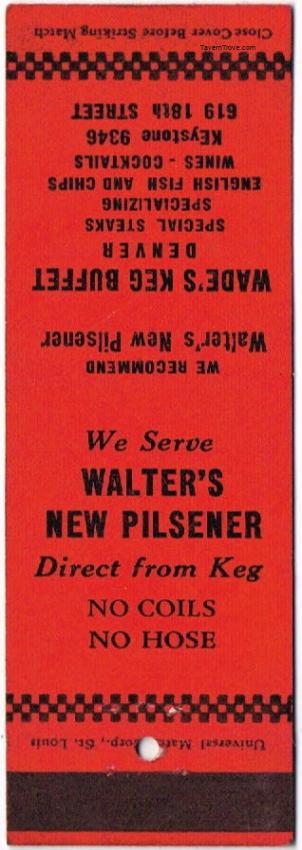 TavernTrove.com
WE RECOMMEND
Walter's New Pilsener
WADE'S KEG BUFFET
DENVER
SPECIAL STEAKS
SPECIALIZING
ENGLISH FISH AND CHIPS
WINES - COCKTAILS
KEystone 9346
619 18th STREET
Close Cover Before Striking Match
We Serve
WALTER'S
NEW PILSENER
Direct from Keg
NO COILS
NO HOSE
Universal Match Corp., St. Louis